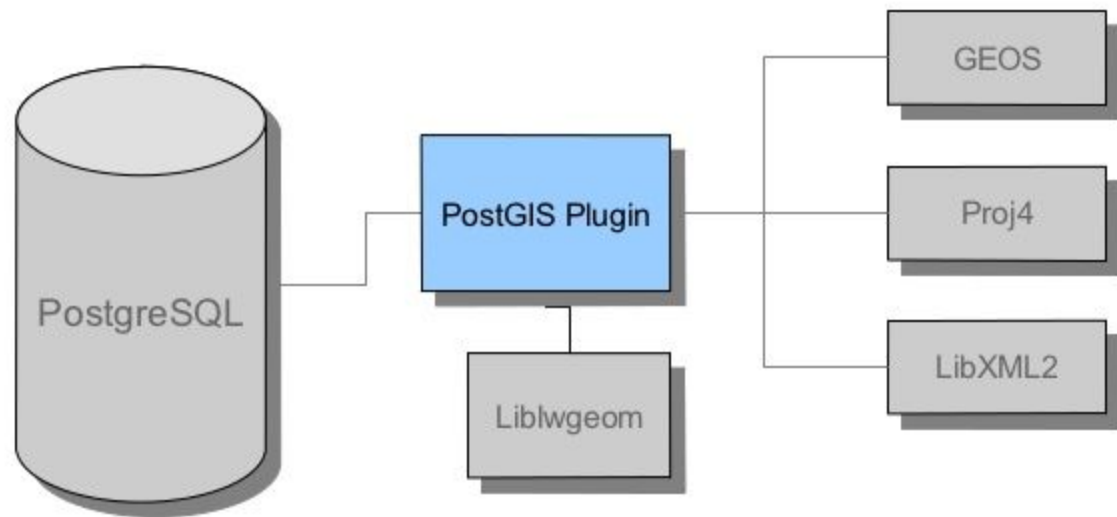 GEOS
PostGIS Plugin
Proj4
PostgreSQL
LibXML2
Liblwgeom